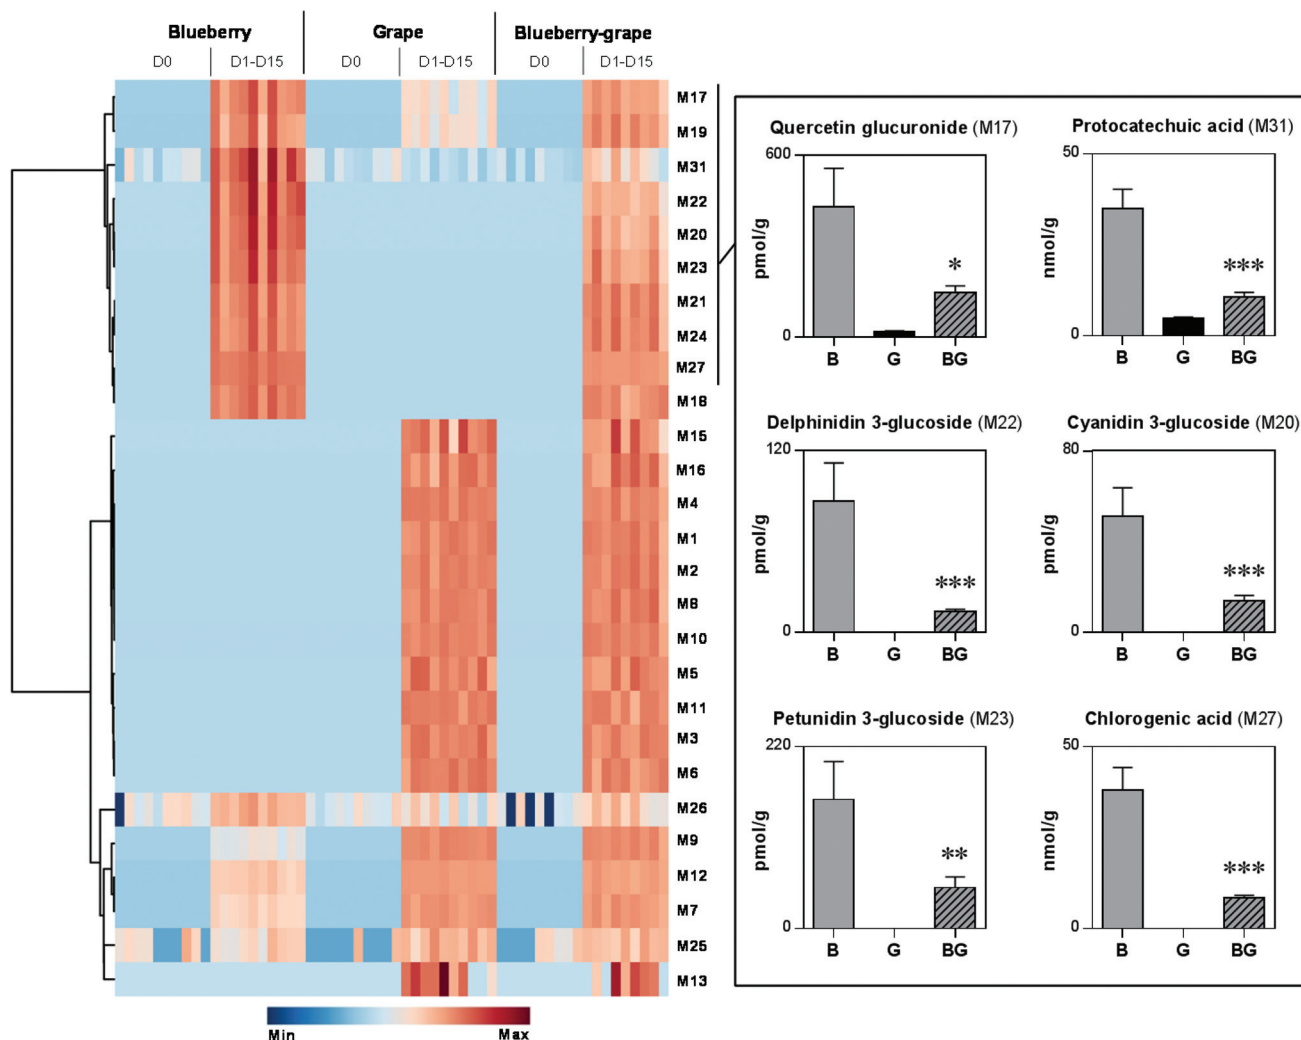 Blueberry Grape Blueberry-grape
D0 D1-D15 D0 D1-D15 D0 D1-D15
M17
M19
M31
M22
M20
M23
M21
M24
M27
M18
M15
M16
M4
M1
M2
M8
M10
M5
M11
M3
M6
M26
M9
M12
M7
M25
M13
Min Max
Quercetin glucuronide (M17)
600
pmol/g
*
0
B G BG
Protocatechuic acid (M31)
50
nmol/g
***
0
B G BG
Delphinidin 3-glucoside (M22)
120
pmol/g
***
0
B G BG
Cyanidin 3-glucoside (M20)
80
pmol/g
***
0
B G BG
Petunidin 3-glucoside (M23)
220
pmol/g
**
0
B G BG
Chlorogenic acid (M27)
50
nmol/g
***
0
B G BG